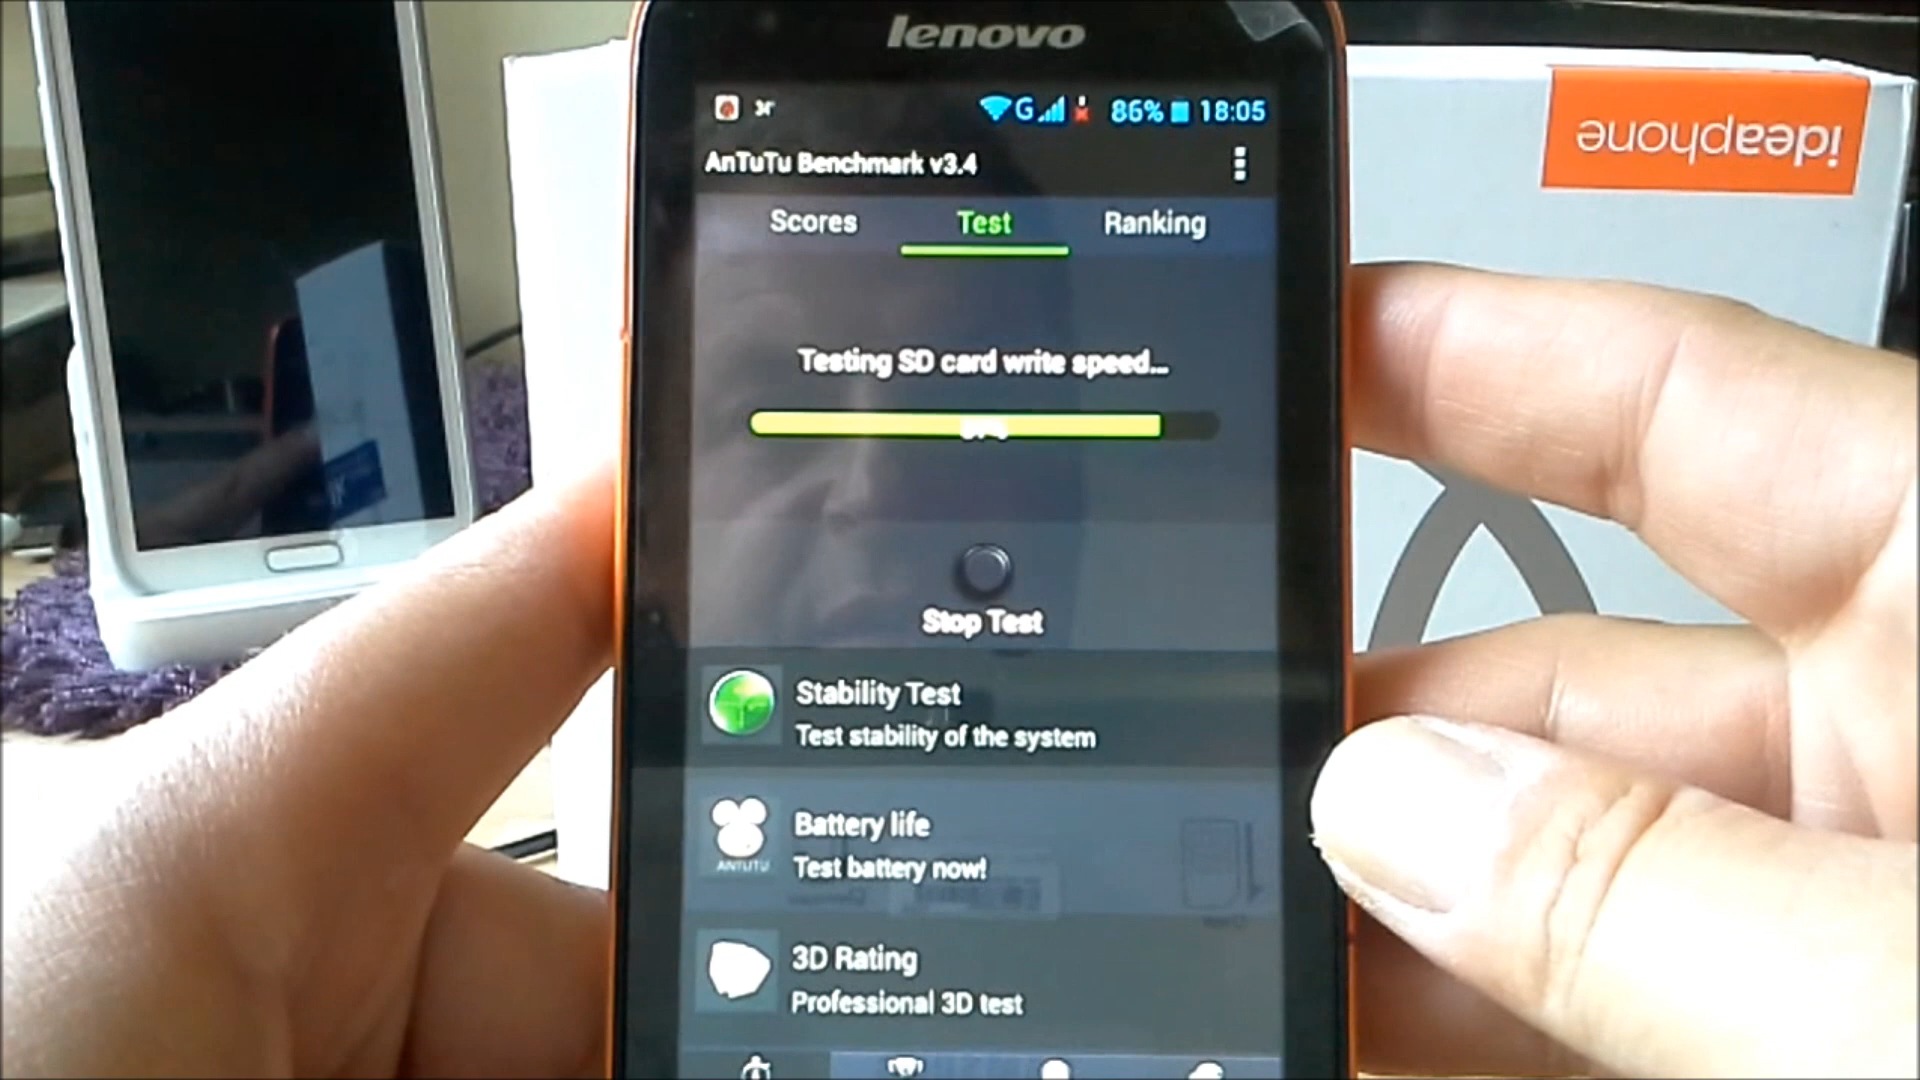 lenovo
G 86% 18:05
AnTuTu Benchmark v3.4
Scores Test Ranking
Testing SD card write speed...
Stop Test
Stability Test
Test stability of the system
Battery life
Test battery now!
ANTUTU
3D Rating
Professional 3D test
ideaphone